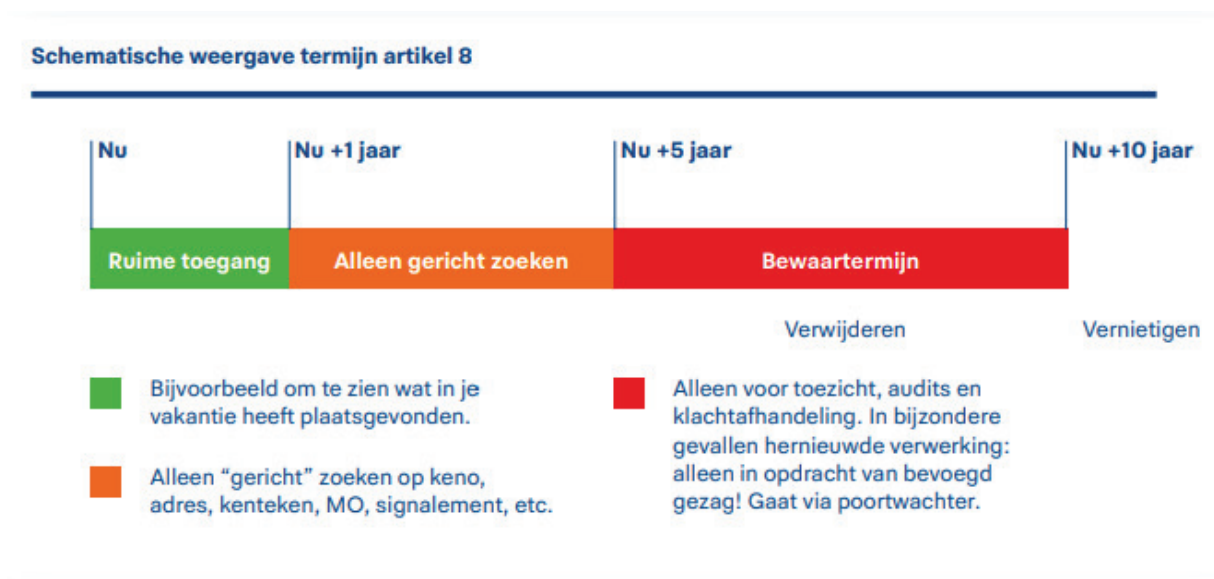 Schematische weergave termijn artikel 8
Nu
Nu +1 jaar
Nu +5 jaar
Nu +10 jaar
Ruime toegang
Alleen gericht zoeken
Bewaartermijn
Verwijderen
Vernietigen
Bijvoorbeeld om te zien wat in je
vakantie heeft plaatsgevonden.
Alleen “gericht” zoeken op keno,
adres, kenteken, MO, signalement, etc.
Alleen voor toezicht, audits en
klachtafhandeling. In bijzondere
gevallen hernieuwde verwerking:
alleen in opdracht van bevoegd
gezag! Gaat via poortwachter.